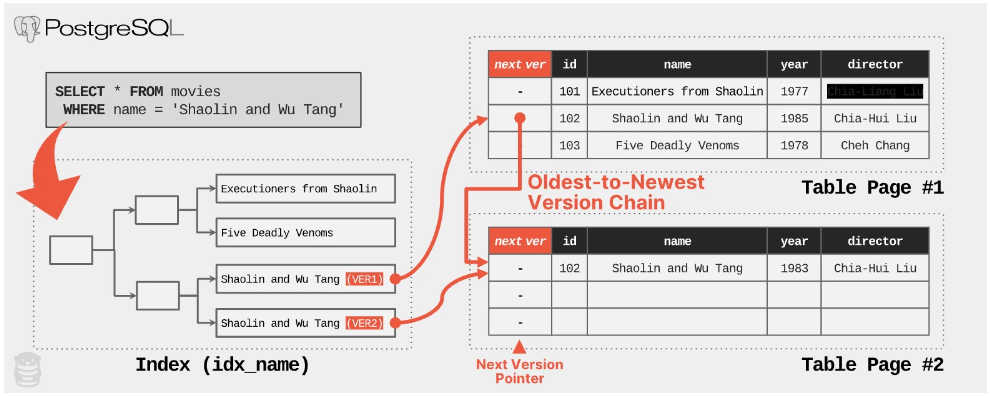 PostgreSQL
SELECT * FROM movies
WHERE name = 'Shaolin and Wu Tang'
Executioners from Shaolin
Five Deadly Venoms
Shaolin and Wu Tang (VER1)
Shaolin and Wu Tang (VER2)
Index (idx_name)
next ver id name year director
- 101 Executioners from Shaolin 1977 Chia-Liang Liu
102 Shaolin and Wu Tang 1985 Chia-Hui Liu
103 Five Deadly Venoms 1978 Cheh Chang
Table Page #1
Oldest-to-Newest
Version Chain
next ver id name year director
- 102 Shaolin and Wu Tang 1983 Chia-Hui Liu
-
-
Next Version
Pointer
Table Page #2